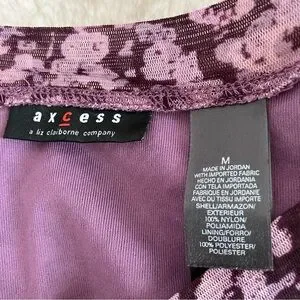 axcess
a liz claiborne company
M
MADE IN JORDAN
WITH IMPORTED FABRIC
HECHO EN JORDANIA
CON TELA IMPORTADA
FABRIQUE EN JORDANIE
AVEC DU TISSU IMPORTE
SHELL/ARMAZON/
EXTERIEUR
100% NYLON/
POLIAMIDA
LINING/FORRO/
DOUBLURE
100% POLYESTER/
POLIESTER